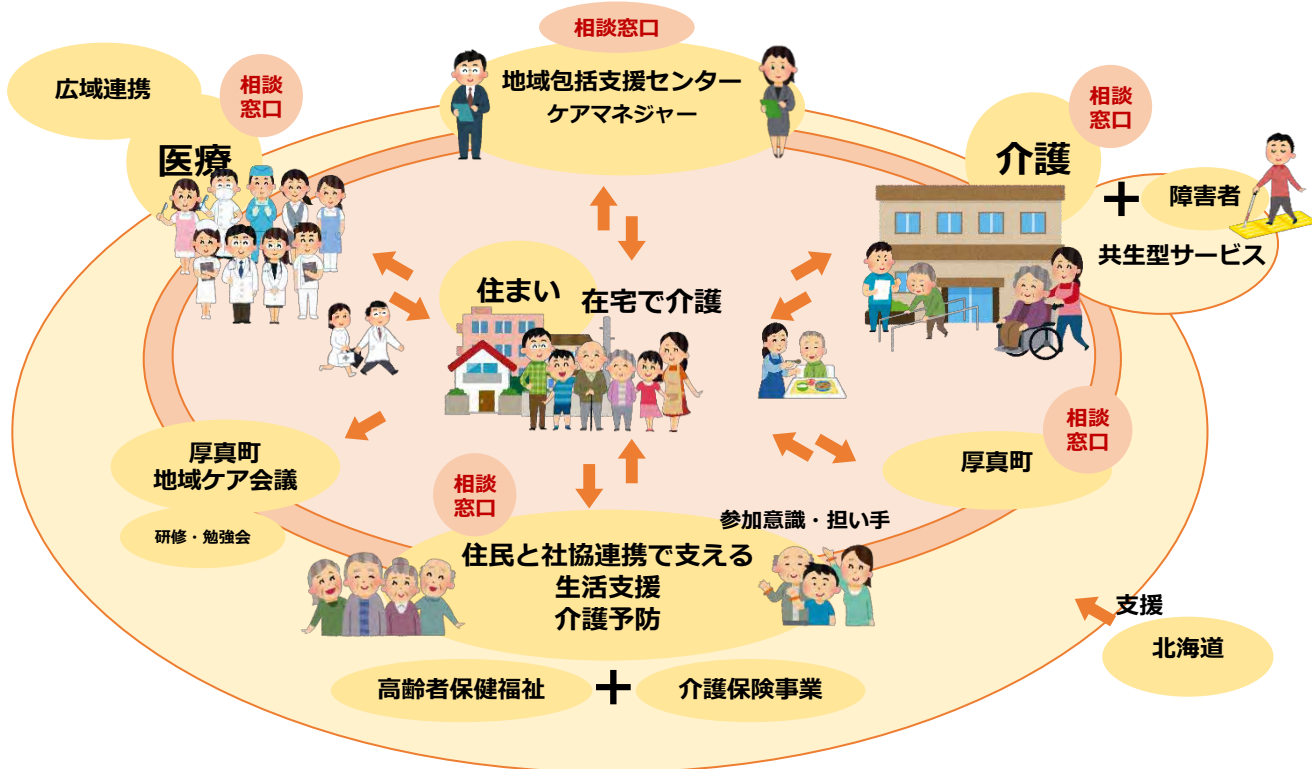 相談窓口
地域包括支援センター
ケアマネジャー
広域連携
相談
窓口
医療
相談
窓口
介護
＋
障害者
共生型サービス
住まい
在宅で介護
厚真町
地域ケア会議
研修・勉強会
相談
窓口
厚真町
相談
窓口
参加意識・担い手
住民と社協連携で支える
生活支援
介護予防
支援
北海道
高齢者保健福祉
＋
介護保険事業